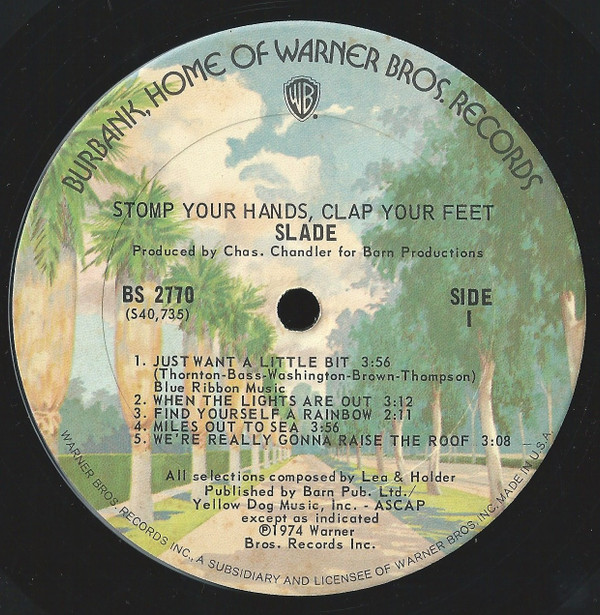 BURBANK, HOME OF WARNER BROS. RECORDS
WB
STOMP YOUR HANDS, CLAP YOUR FEET
SLADE
Produced by Chas. Chandler for Barn Productions
BS 2770
(S40,735)
SIDE
1
1. JUST WANT A LITTLE BIT 3:56
(Thornton-Bass-Washington-Brown-Thompson)
Blue Ribbon Music
2. WHEN THE LIGHTS ARE OUT 3:12
3. FIND YOURSELF A RAINBOW 2:11
4. MILES OUT TO SEA 3:56
5. WE'RE REALLY GONNA RAISE THE ROOF 3:08
All selections composed by Lea & Holder
Published by Barn Pub. Ltd./
Yellow Dog Music, Inc. - ASCAP
except as indicated
℗1974 Warner
Bros. Records Inc.
WARNER BROS. RECORDS INC., A SUBSIDIARY AND LICENSEE OF WARNER BROS. INC. MADE IN U.S.A.